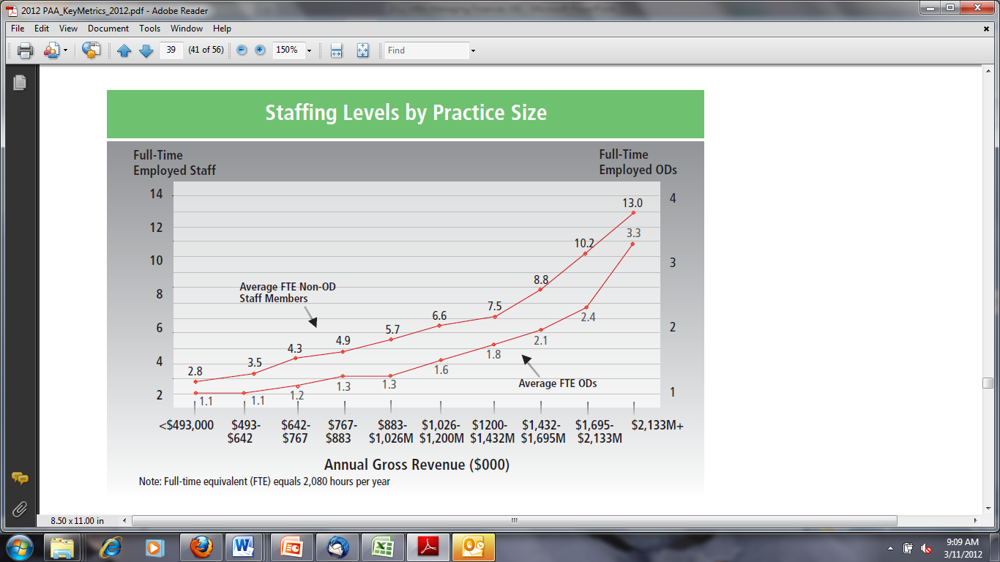 2012 PAA_KeyMetrics_2012.pdf - Adobe Reader
File Edit View Document Tools Window Help
39 (41 of 56) 150% Find
Staffing Levels by Practice Size
Full-Time
Employed Staff
Full-Time
Employed ODs
14
12
10
8
6
4
2
4
3
2
1
Average FTE Non-OD
Staff Members
2.8 3.5 4.3 4.9 5.7 6.6 7.5 8.8 10.2 13.0
1.1 1.1 1.2 1.3 1.3 1.6 1.8 2.1 2.4 3.3
Average FTE ODs
<$493,000 $493- $642- $767- $883- $1,026- $1200- $1,432- $1,695- $2,133M+
$642 $767 $883 $1,026M $1,200M $1,432M $1,695M $2,133M
Annual Gross Revenue ($000)
Note: Full-time equivalent (FTE) equals 2,080 hours per year
8.50 x 11.00 in
9:09 AM
3/11/2012